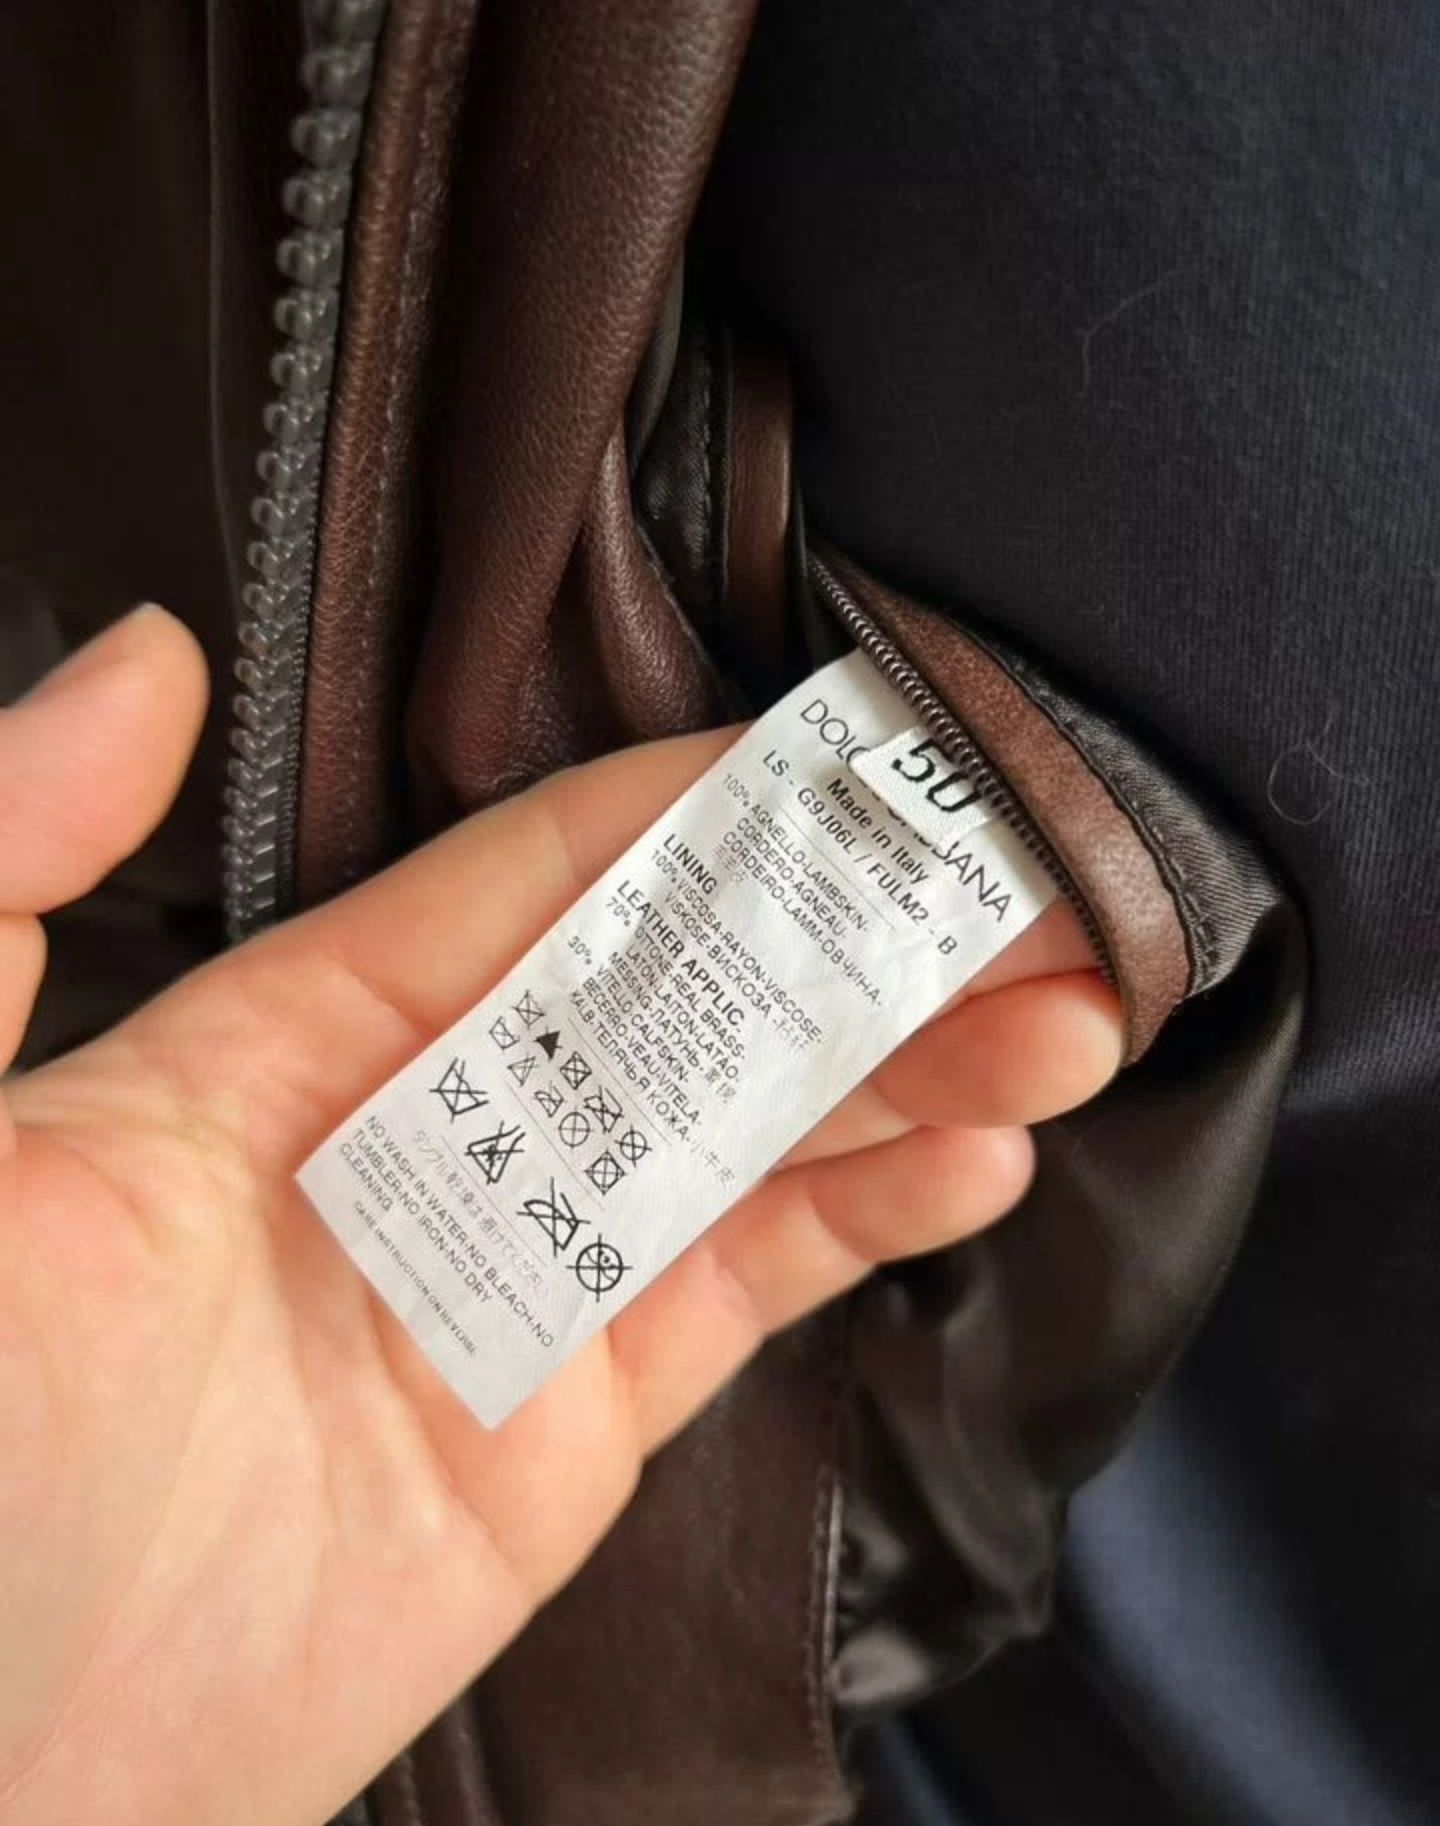 50
Made in Italy
LS - G9J06L / FULM2 - B
100% AGNELLO-LAMBSKIN-
CORDERO-AGNEAU-
CORDEIRO-LAMM-ОВЧИНА-
LINING
100% VISCOSA-RAYON-VISCOSE-
VISKOSE-ВИСКОЗА
LEATHER APPLIC.
70% OTTONE-REAL BRASS-
LATON-LAITON-LATAO-
MESSING-ЛАТУНЬ-
30% VITELLO-CALFSKIN-
BECERRO-VEAU-VITELA-
KALB-ТЕЛЯЧЬЯ КОЖА-小牛皮
NO WASH IN WATER-NO BLEACH-NO
TUMBLER-NO IRON-NO DRY
CLEANING
CARE INSTRUCTION ON REVERSE